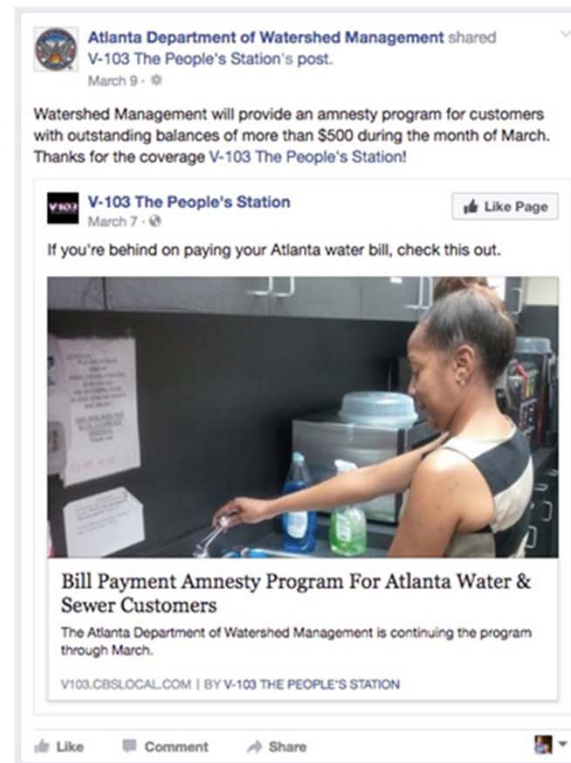 Atlanta Department of Watershed Management shared
V-103 The People's Station's post.
March 9 ·
Watershed Management will provide an amnesty program for customers
with outstanding balances of more than $500 during the month of March.
Thanks for the coverage V-103 The People's Station!
V-103
V-103 The People's Station
March 7 ·
Like Page
If you're behind on paying your Atlanta water bill, check this out.
Bill Payment Amnesty Program For Atlanta Water &
Sewer Customers
The Atlanta Department of Watershed Management is continuing the program
through March.
V103.CBSLOCAL.COM | BY V-103 THE PEOPLE'S STATION
Like
Comment
Share